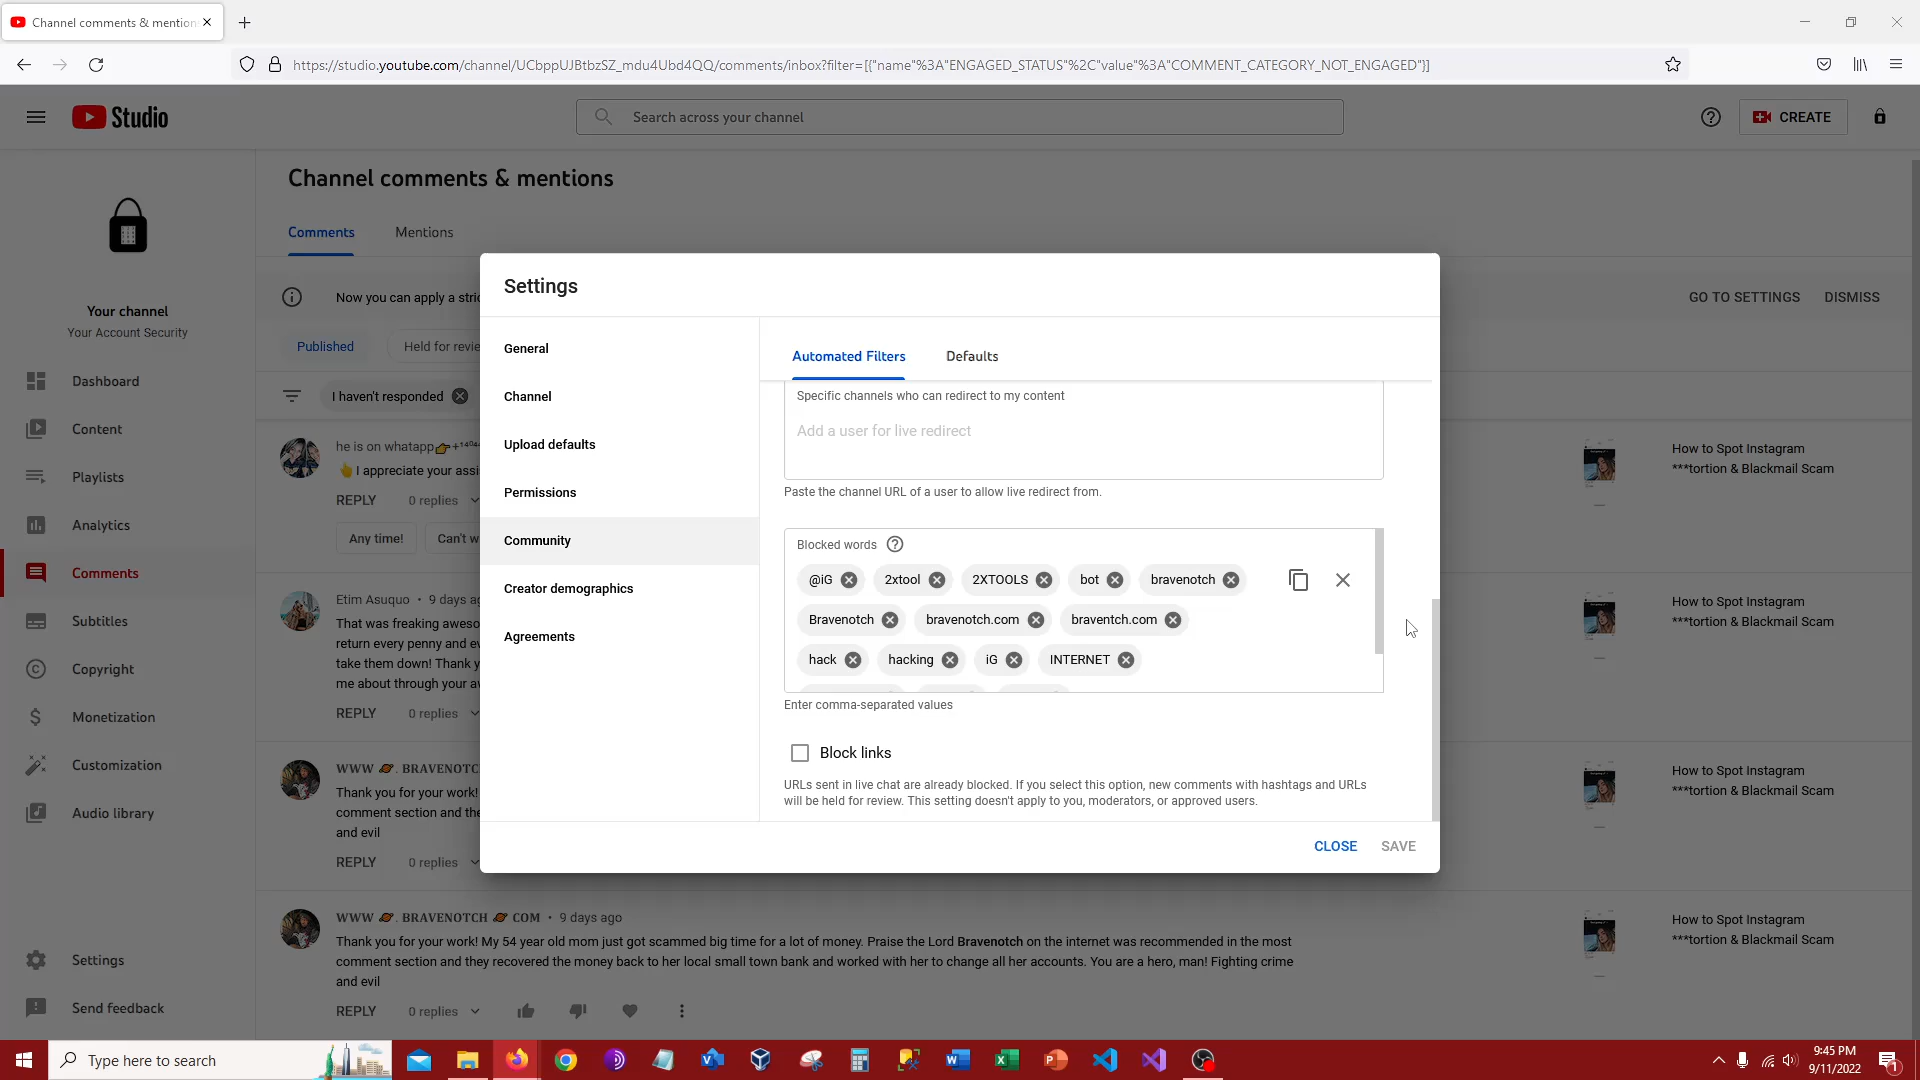 Channel comments & mention
https://studio.youtube.com/channel/UCbppUJBtbzSZ_mdu4Ubd4QQ/comments/inbox?filter=[{"name"%3A"ENGAGED_STATUS"%2C"value"%3A"COMMENT_CATEGORY_NOT_ENGAGED"}]
Studio
Search across your channel
CREATE
Channel comments & mentions
Comments
Mentions
Your channel
Your Account Security
Dashboard
Content
Playlists
Analytics
Comments
Subtitles
Copyright
Monetization
Customization
Audio library
Settings
Send feedback
Now you can apply a stri
GO TO SETTINGS
DISMISS
Published
Held for revie
I haven't responded
he is on whatapp👉+¹⁴⁰⁴
👆I appreciate your assi
REPLY
0 replies
Any time!
Can't w
How to Spot Instagram
***tortion & Blackmail Scam
Etim Asuquo • 9 days ag
That was freaking aweso
return every penny and ev
take them down! Thank y
me about through your av
REPLY
0 replies
How to Spot Instagram
***tortion & Blackmail Scam
WWW 🪐. BRAVENOTC
Thank you for your work!
comment section and the
and evil
REPLY
0 replies
How to Spot Instagram
***tortion & Blackmail Scam
WWW 🪐. BRAVENOTCH 🪐 COM • 9 days ago
Thank you for your work! My 54 year old mom just got scammed big time for a lot of money. Praise the Lord Bravenotch on the internet was recommended in the most
comment section and they recovered the money back to her local small town bank and worked with her to change all her accounts. You are a hero, man! Fighting crime
and evil
REPLY
0 replies
How to Spot Instagram
***tortion & Blackmail Scam
Settings
General
Channel
Upload defaults
Permissions
Community
Creator demographics
Agreements
Automated Filters
Defaults
Specific channels who can redirect to my content
Add a user for live redirect
Paste the channel URL of a user to allow live redirect from.
Blocked words
@iG 2xtool 2XTOOLS bot bravenotch
Bravenotch bravenotch.com braventch.com
hack hacking iG INTERNET
Enter comma-separated values
Block links
URLs sent in live chat are already blocked. If you select this option, new comments with hashtags and URLs
will be held for review. This setting doesn't apply to you, moderators, or approved users.
CLOSE
SAVE
Type here to search
9:45 PM
9/11/2022
1